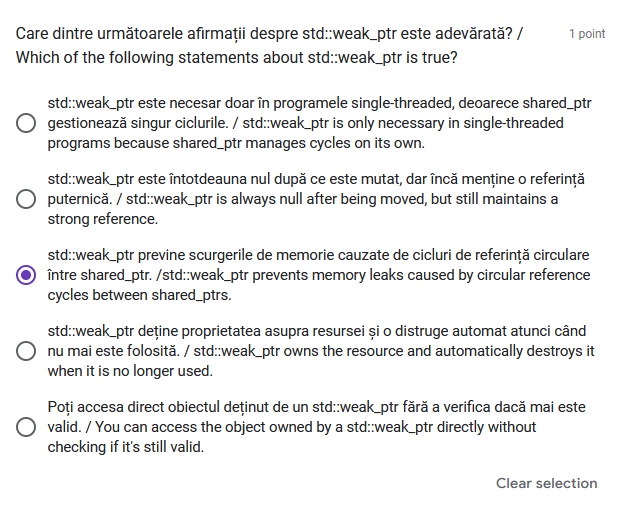 Care dintre următoarele afirmații despre std::weak_ptr este adevărată? / 1 point
Which of the following statements about std::weak_ptr is true?
std::weak_ptr este necesar doar în programele single-threaded, deoarece shared_ptr
gestionează singur ciclurile. / std::weak_ptr is only necessary in single-threaded
programs because shared_ptr manages cycles on its own.
std::weak_ptr este întotdeauna nul după ce este mutat, dar încă menține o referință
puternică. / std::weak_ptr is always null after being moved, but still maintains a
strong reference.
std::weak_ptr previne scurgerile de memorie cauzate de cicluri de referință circulare
între shared_ptr. /std::weak_ptr prevents memory leaks caused by circular reference
cycles between shared_ptrs.
std::weak_ptr deține proprietatea asupra resursei și o distruge automat atunci când
nu mai este folosită. / std::weak_ptr owns the resource and automatically destroys it
when it is no longer used.
Poți accesa direct obiectul deținut de un std::weak_ptr fără a verifica dacă mai este
valid. / You can access the object owned by a std::weak_ptr directly without
checking if it's still valid.
Clear selection